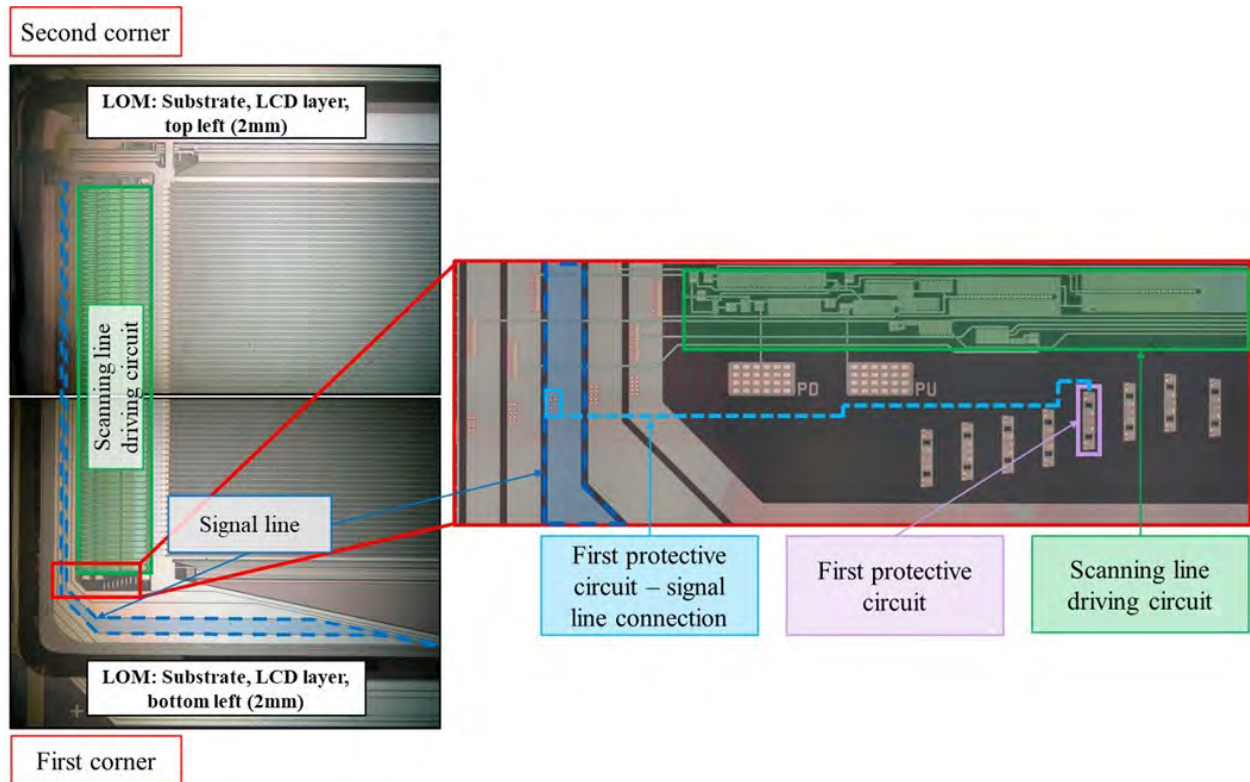 Second corner
LOM: Substrate, LCD layer,
top left (2mm)
Scanning line
driving circuit
Signal line
LOM: Substrate, LCD layer,
bottom left (2mm)
First corner
PD
PU
First protective
circuit – signal
line connection
First protective
circuit
Scanning line
driving circuit